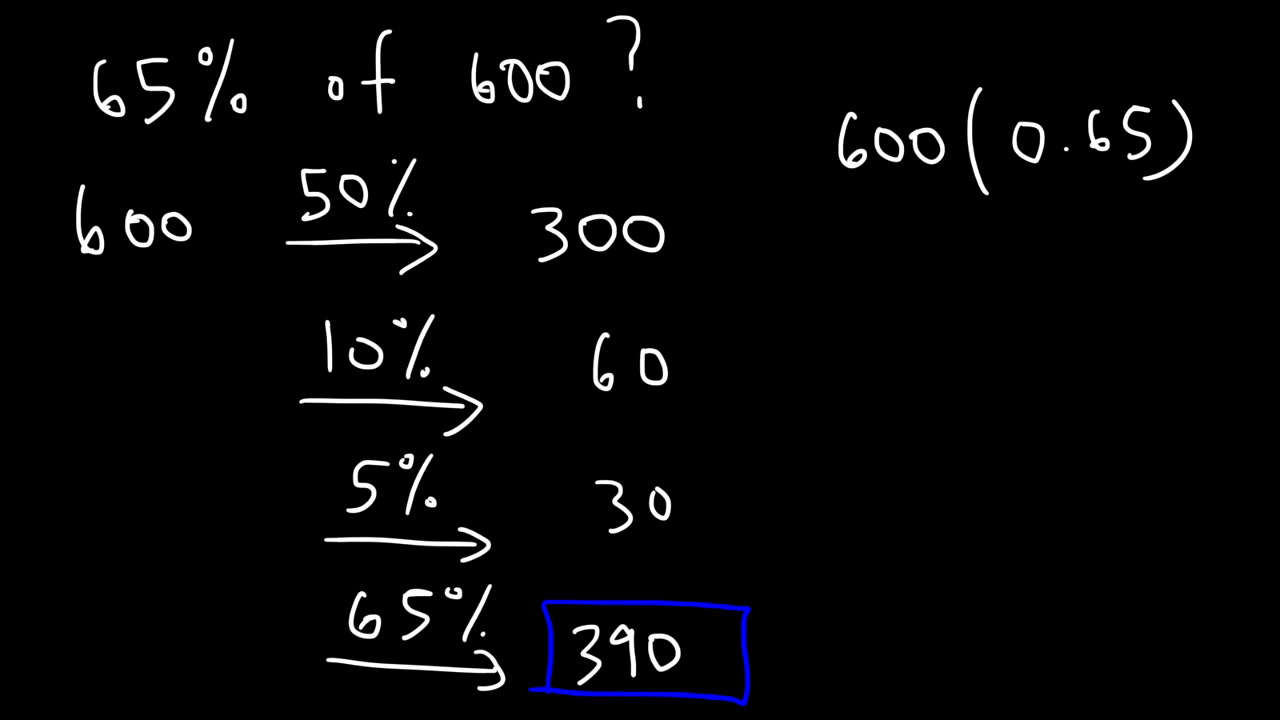 65% of 600?
600(0.65)
600 50% → 300
10% → 60
5% → 30
65% → 390